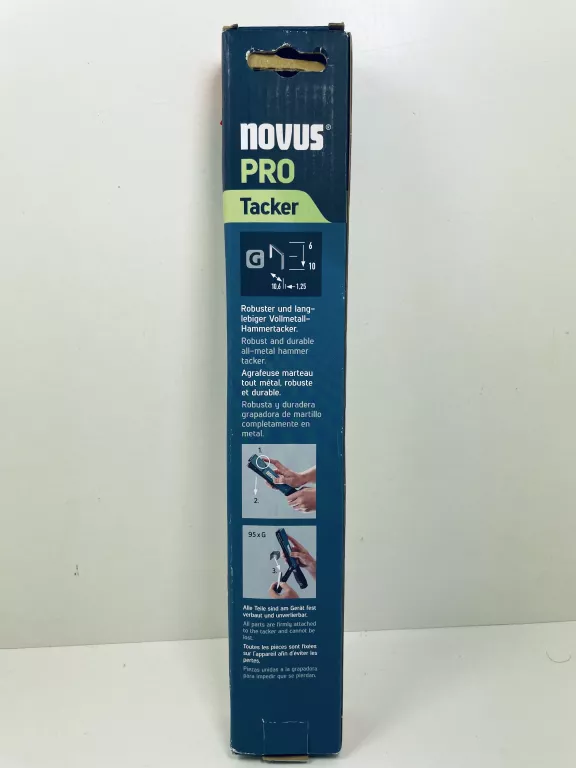 novus®
PRO
Tacker
G
6
10
10.6
1.25
Robuster und lang-
lebiger Vollmetall-
Hammertacker.
Robust and durable
all-metal hammer
tacker.
Agrafeuse marteau
tout métal, robuste
et durable.
Robusta y duradera
grapadora de martillo
completamente en
metal.
1.
2.
95 x G
3.
Alle Teile sind am Gerät fest
verbaut und unverlierbar.
All parts are firmly attached
to the tacker and cannot be
lost.
Toutes les pièces sont fixées
sur l'appareil afin d'éviter les
pertes.
Piezas unidas a la grapadora
para impedir que se pierdan.